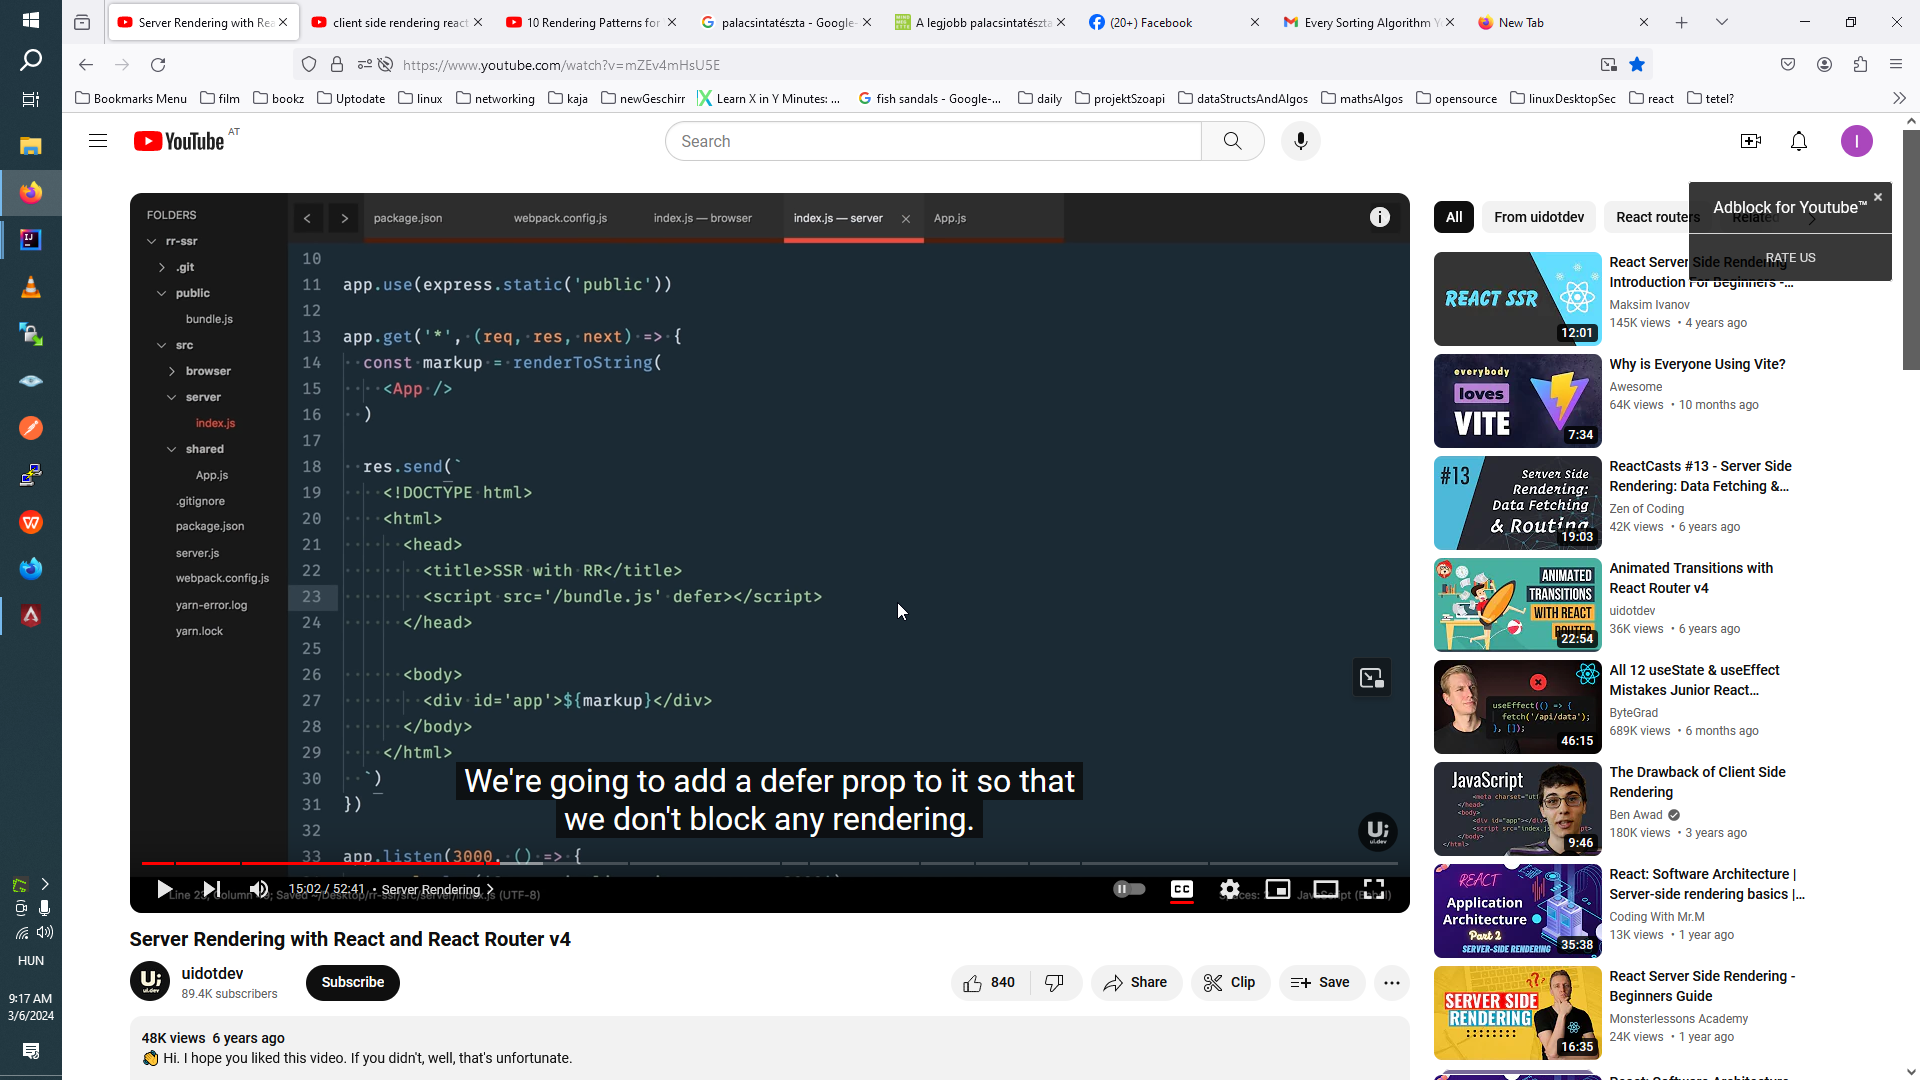 Server Rendering with Rea
client side rendering react
10 Rendering Patterns for
palacsintatészta - Google-
A legjobb palacsintatészta
(20+) Facebook
Every Sorting Algorithm Y
New Tab
https://www.youtube.com/watch?v=mZEv4mHsU5E
Bookmarks Menu
film
bookz
Uptodate
linux
networking
kaja
newGeschirr
Learn X in Y Minutes: ...
fish sandals - Google-...
daily
projektSzoapi
dataStructsAndAlgos
mathsAlgos
opensource
linuxDesktopSec
react
tetel?
YouTube AT
Search
I
FOLDERS
rr-ssr
.git
public
bundle.js
src
browser
server
index.js
shared
App.js
.gitignore
package.json
server.js
webpack.config.js
yarn-error.log
yarn.lock
package.json
webpack.config.js
index.js — browser
index.js — server
App.js
10
11 app.use(express.static('public'))
12
13 app.get('*', (req, res, next) => {
14 const markup = renderToString(
15 <App />
16 )
17
18 res.send(`
19 <!DOCTYPE html>
20 <html>
21 <head>
22 <title>SSR with RR</title>
23 <script src='/bundle.js' defer></script>
24 </head>
25
26 <body>
27 <div id='app'>${markup}</div>
28 </body>
29 </html>
30 `)
31 })
32
33 app.listen(3000, () => {
We're going to add a defer prop to it so that
we don't block any rendering.
U;
ui.dev
15:02 / 52:41 • Server Rendering
CC
Server Rendering with React and React Router v4
U;
ui.dev
uidotdev
89.4K subscribers
Subscribe
840
Share
Clip
Save
48K views 6 years ago
👏 Hi. I hope you liked this video. If you didn't, well, that's unfortunate.
All
From uidotdev
React routers
Related
Adblock for Youtube™
RATE US
REACT SSR
12:01
React Server Side Rendering
Introduction For Beginners -...
Maksim Ivanov
145K views • 4 years ago
everybody
loves
VITE
7:34
Why is Everyone Using Vite?
Awesome
64K views • 10 months ago
#13
Server Side
Rendering:
Data Fetching
& Routing
19:03
ReactCasts #13 - Server Side
Rendering: Data Fetching &...
Zen of Coding
42K views • 6 years ago
ANIMATED
TRANSITIONS
WITH REACT
ROUTER
22:54
Animated Transitions with
React Router v4
uidotdev
36K views • 6 years ago
useEffect(() => {
fetch('/api/data');
}, []);
46:15
All 12 useState & useEffect
Mistakes Junior React...
ByteGrad
689K views • 6 months ago
JavaScript
9:46
The Drawback of Client Side
Rendering
Ben Awad
180K views • 3 years ago
REACT
Application
Architecture
Part 2
SERVER-SIDE RENDERING
35:38
React: Software Architecture |
Server-side rendering basics |...
Coding With Mr.M
13K views • 1 year ago
SERVER SIDE
RENDERING
16:35
React Server Side Rendering -
Beginners Guide
Monsterlessons Academy
24K views • 1 year ago
HUN
9:17 AM
3/6/2024